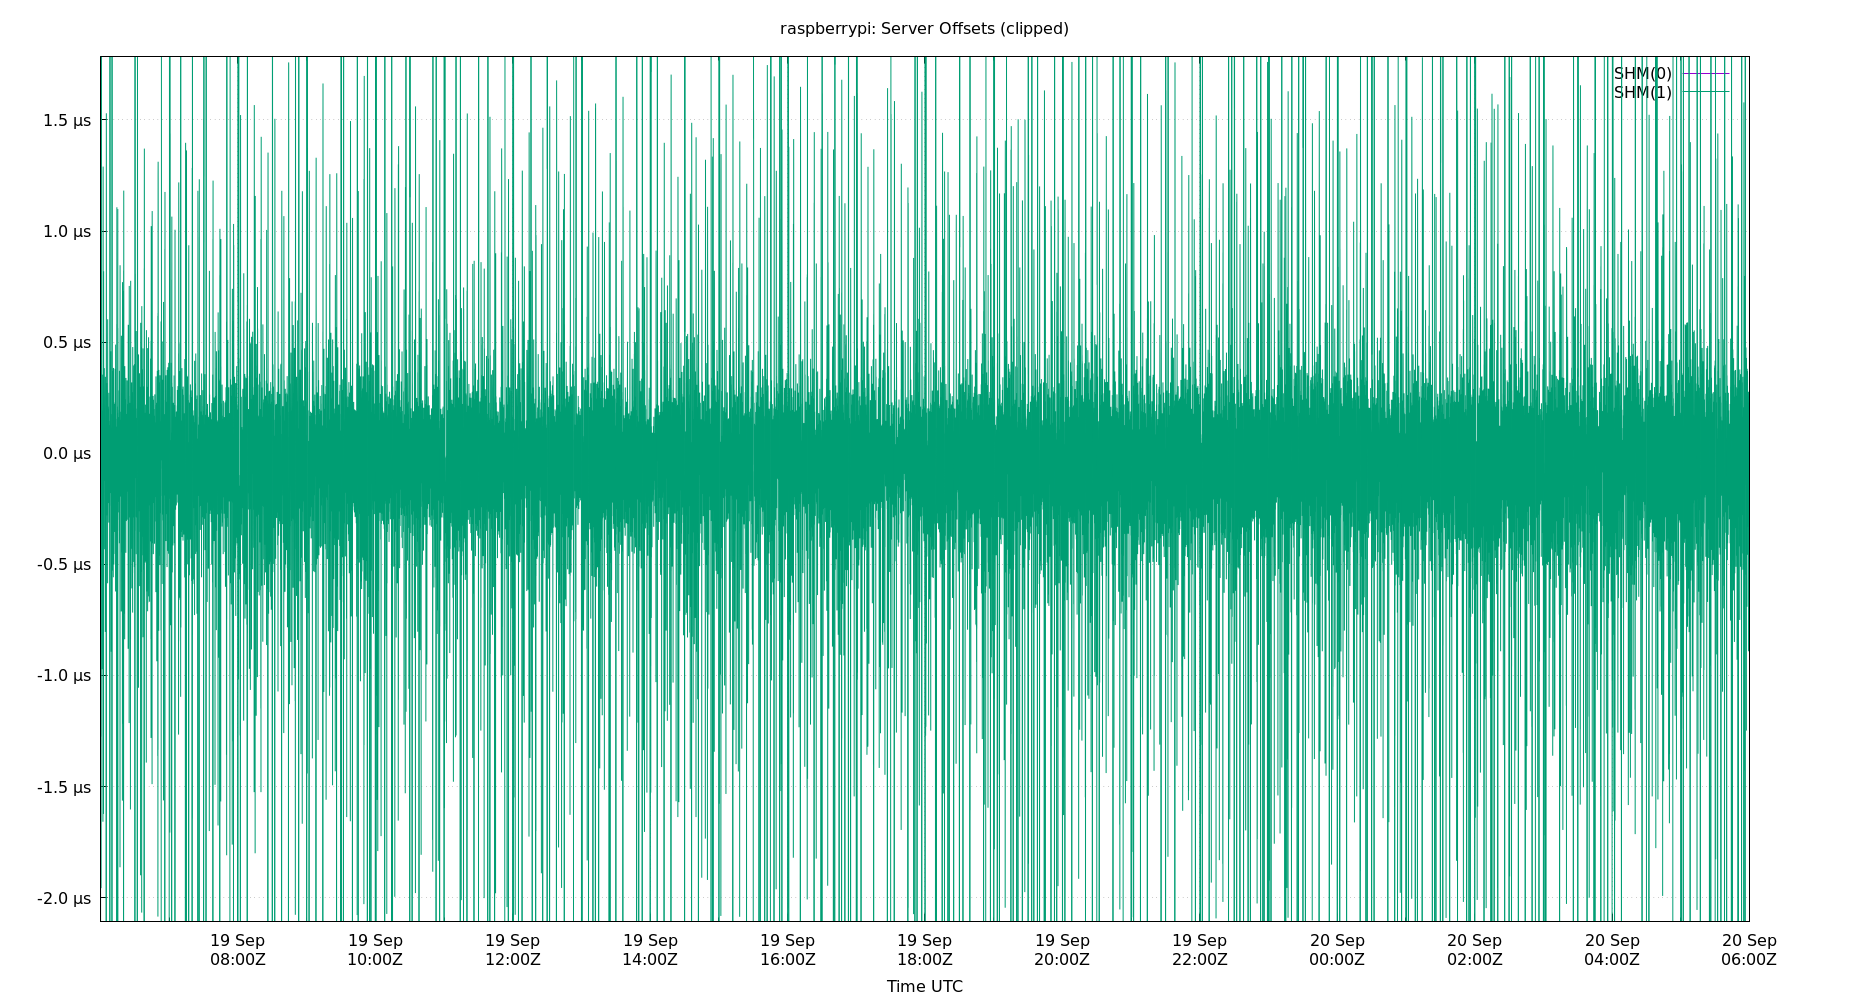 raspberrypi: Server Offsets (clipped)
SHM(0)
SHM(1)
1.5 µs
1.0 µs
0.5 µs
0.0 µs
-0.5 µs
-1.0 µs
-1.5 µs
-2.0 µs
19 Sep 19 Sep 19 Sep 19 Sep 19 Sep 19 Sep 19 Sep 19 Sep 20 Sep 20 Sep 20 Sep 20 Sep
08:00Z 10:00Z 12:00Z 14:00Z 16:00Z 18:00Z 20:00Z 22:00Z 00:00Z 02:00Z 04:00Z 06:00Z
Time UTC